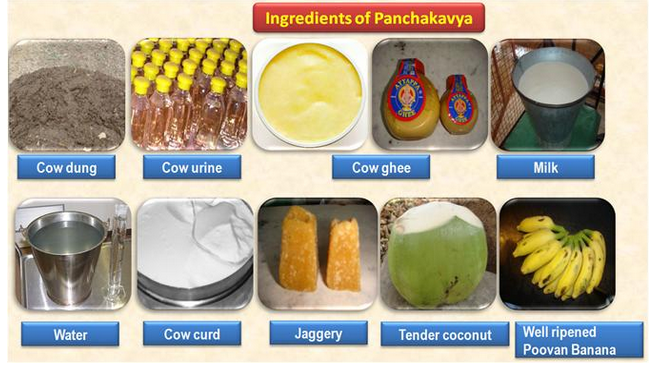 Ingredients of Panchakavya
Cow dung
Cow urine
Cow ghee
Milk
Water
Cow curd
Jaggery
Tender coconut
Well ripened
Poovan Banana